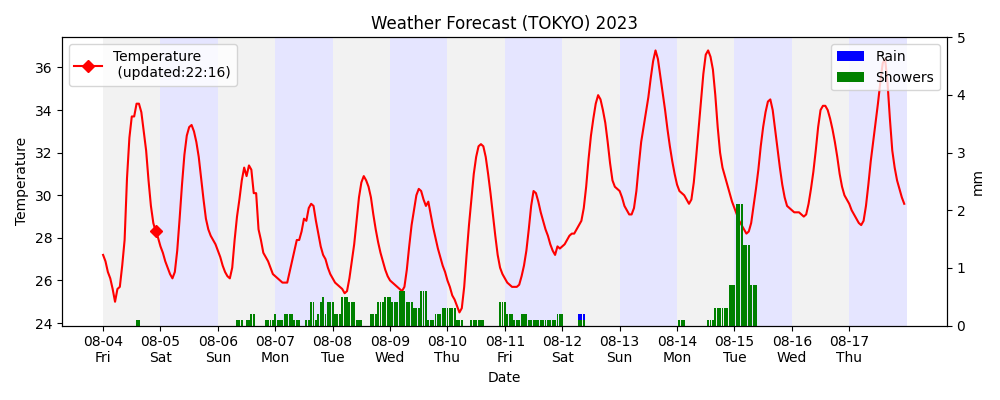 Weather Forecast (TOKYO) 2023
Temperature
(updated:22:16)
Rain
Showers
Temperature
36
34
32
30
28
26
24
5
4
3
2
1
0
mm
08-04 08-05 08-06 08-07 08-08 08-09 08-10 08-11 08-12 08-13 08-14 08-15 08-16 08-17
Fri Sat Sun Mon Tue Wed Thu Fri Sat Sun Mon Tue Wed Thu
Date